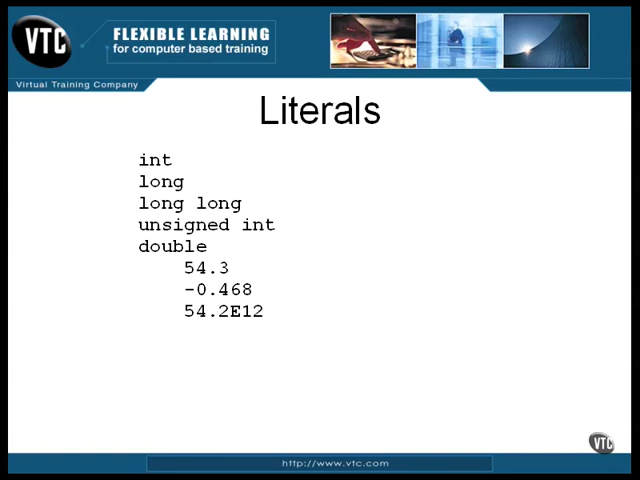 VTC
FLEXIBLE LEARNING
for computer based training
Virtual Training Company
Literals
int
long
long long
unsigned int
double
54.3
-0.468
54.2E12
VTC
http://www.vtc.com